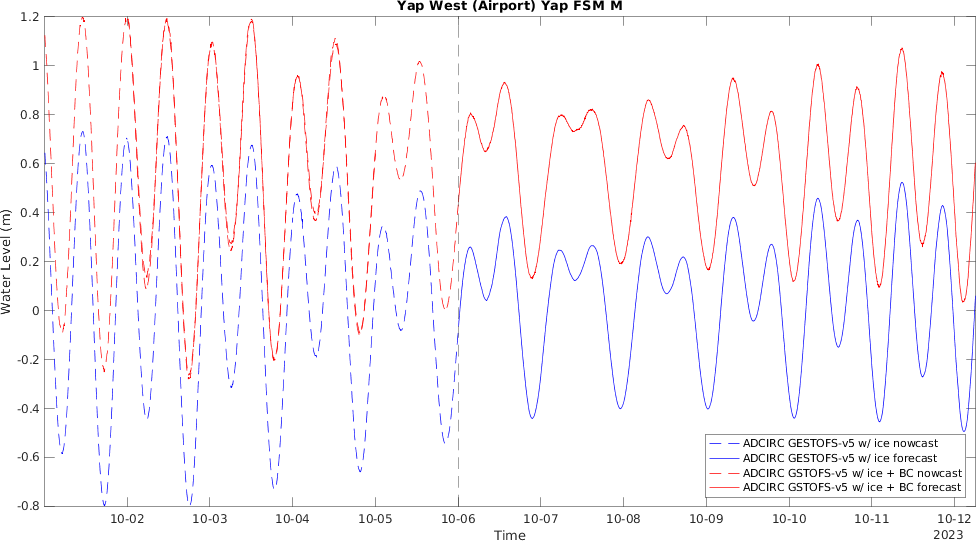 Yap West (Airport) Yap FSM M
1.2
1
0.8
0.6
0.4
0.2
0
-0.2
-0.4
-0.6
-0.8
Water Level (m)
ADCIRC GESTOFS-v5 w/ ice nowcast
ADCIRC GESTOFS-v5 w/ ice forecast
ADCIRC GSTOFS-v5 w/ ice + BC nowcast
ADCIRC GSTOFS-v5 w/ ice + BC forecast
10-02 10-03 10-04 10-05 10-06 10-07 10-08 10-09 10-10 10-11 10-12
Time
2023